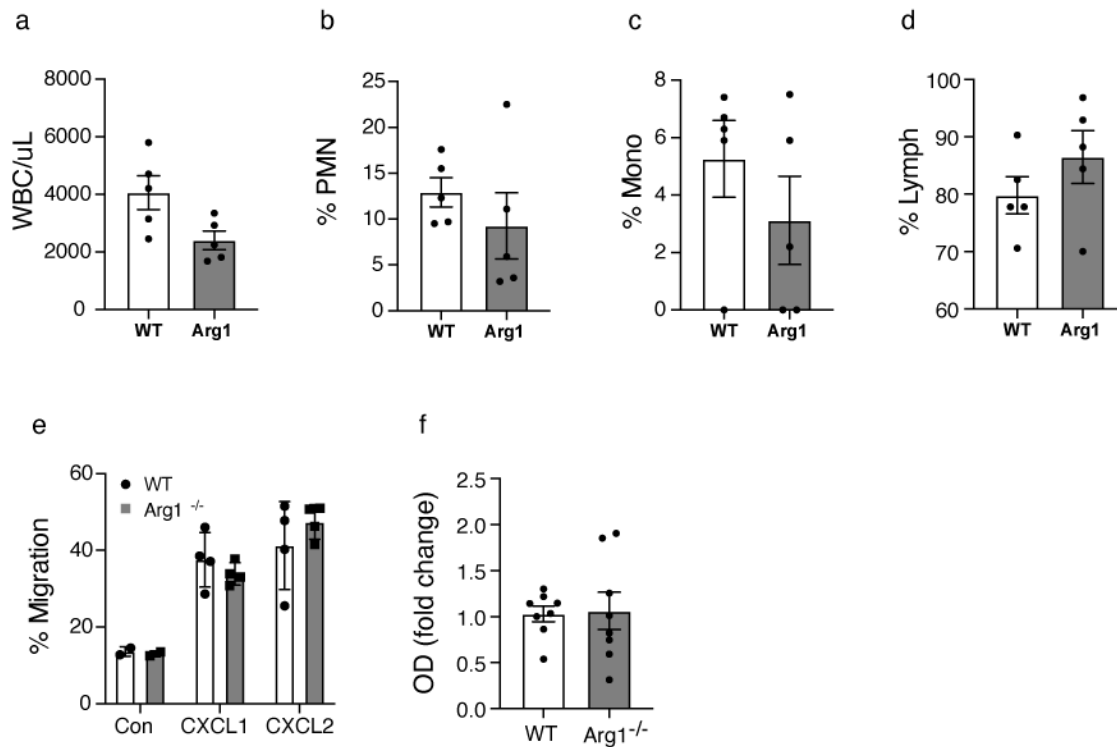 a
b
c
d
WBC/uL
8000
6000
4000
2000
0
WT
Arg1
% PMN
25
20
15
10
5
0
WT
Arg1
% Mono
8
6
4
2
0
WT
Arg1
% Lymph
100
90
80
70
60
WT
Arg1
e
f
% Migration
60
40
20
0
WT
Arg1 -/-
Con
CXCL1
CXCL2
OD (fold change)
2.5
2.0
1.5
1.0
0.5
0.0
WT
Arg1-/-